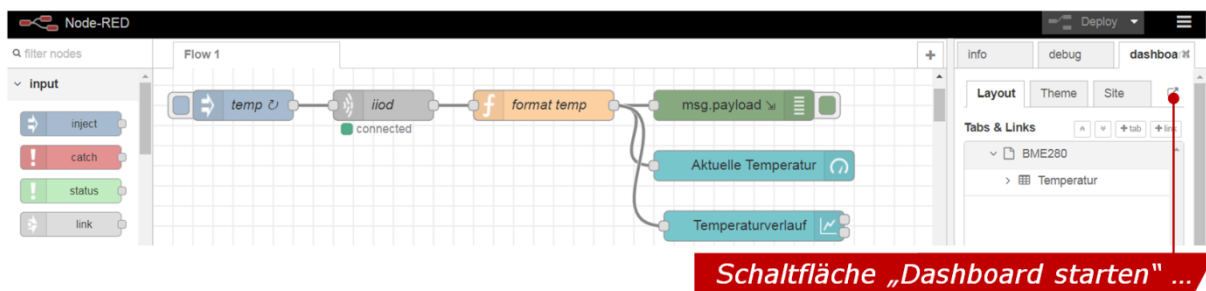 Node-RED
Deploy
filter nodes
Flow 1
+
info
debug
dashboa
input
temp ↻
iiod
format temp
msg.payload
Layout
Theme
Site
inject
connected
Tabs & Links
+tab
+link
catch
Aktuelle Temperatur
BME280
status
Temperatur
link
Temperaturverlauf
Schaltfläche „Dashboard starten“ ...